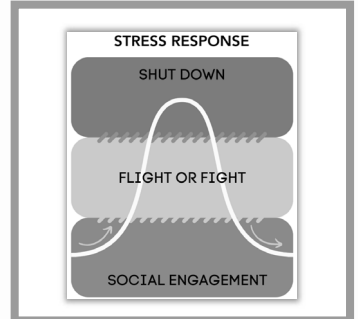 STRESS RESPONSE
SHUT DOWN
FLIGHT OR FIGHT
SOCIAL ENGAGEMENT